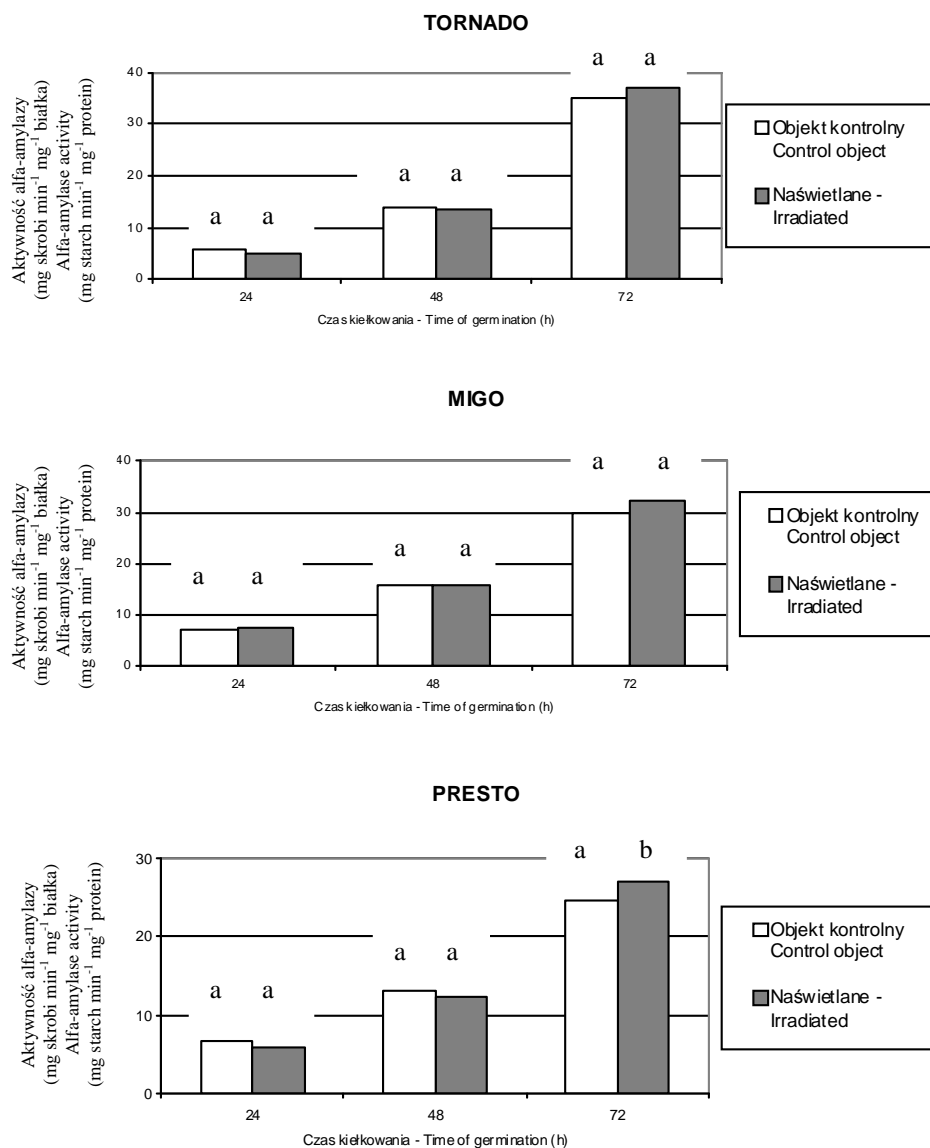 TORNADO
Aktywność alfa-amylazy
(mg skrobi min⁻¹ mg⁻¹ białka)
Alfa-amylase activity
(mg starch min⁻¹ mg⁻¹ protein)
40
30
20
10
0
a a
a a
a a
24 48 72
Czas kiełkowania - Time of germination (h)
Objekt kontrolny
Control object
Naświetlane -
Irradiated
MIGO
Aktywność alfa-amylazy
(mg skrobi min⁻¹ mg⁻¹ białka)
Alfa-amylase activity
(mg starch min⁻¹ mg⁻¹ protein)
40
30
20
10
0
a a
a a
a a
24 48 72
Czas kiełkowania - Time of germination (h)
Objekt kontrolny
Control object
Naświetlane -
Irradiated
PRESTO
Aktywność alfa-amylazy
(mg skrobi min⁻¹ mg⁻¹ białka)
Alfa-amylase activity
(mg starch min⁻¹ mg⁻¹ protein)
30
20
10
0
a a
a a
a b
24 48 72
Czas kiełkowania - Time of germination (h)
Objekt kontrolny
Control object
Naświetlane -
Irradiated